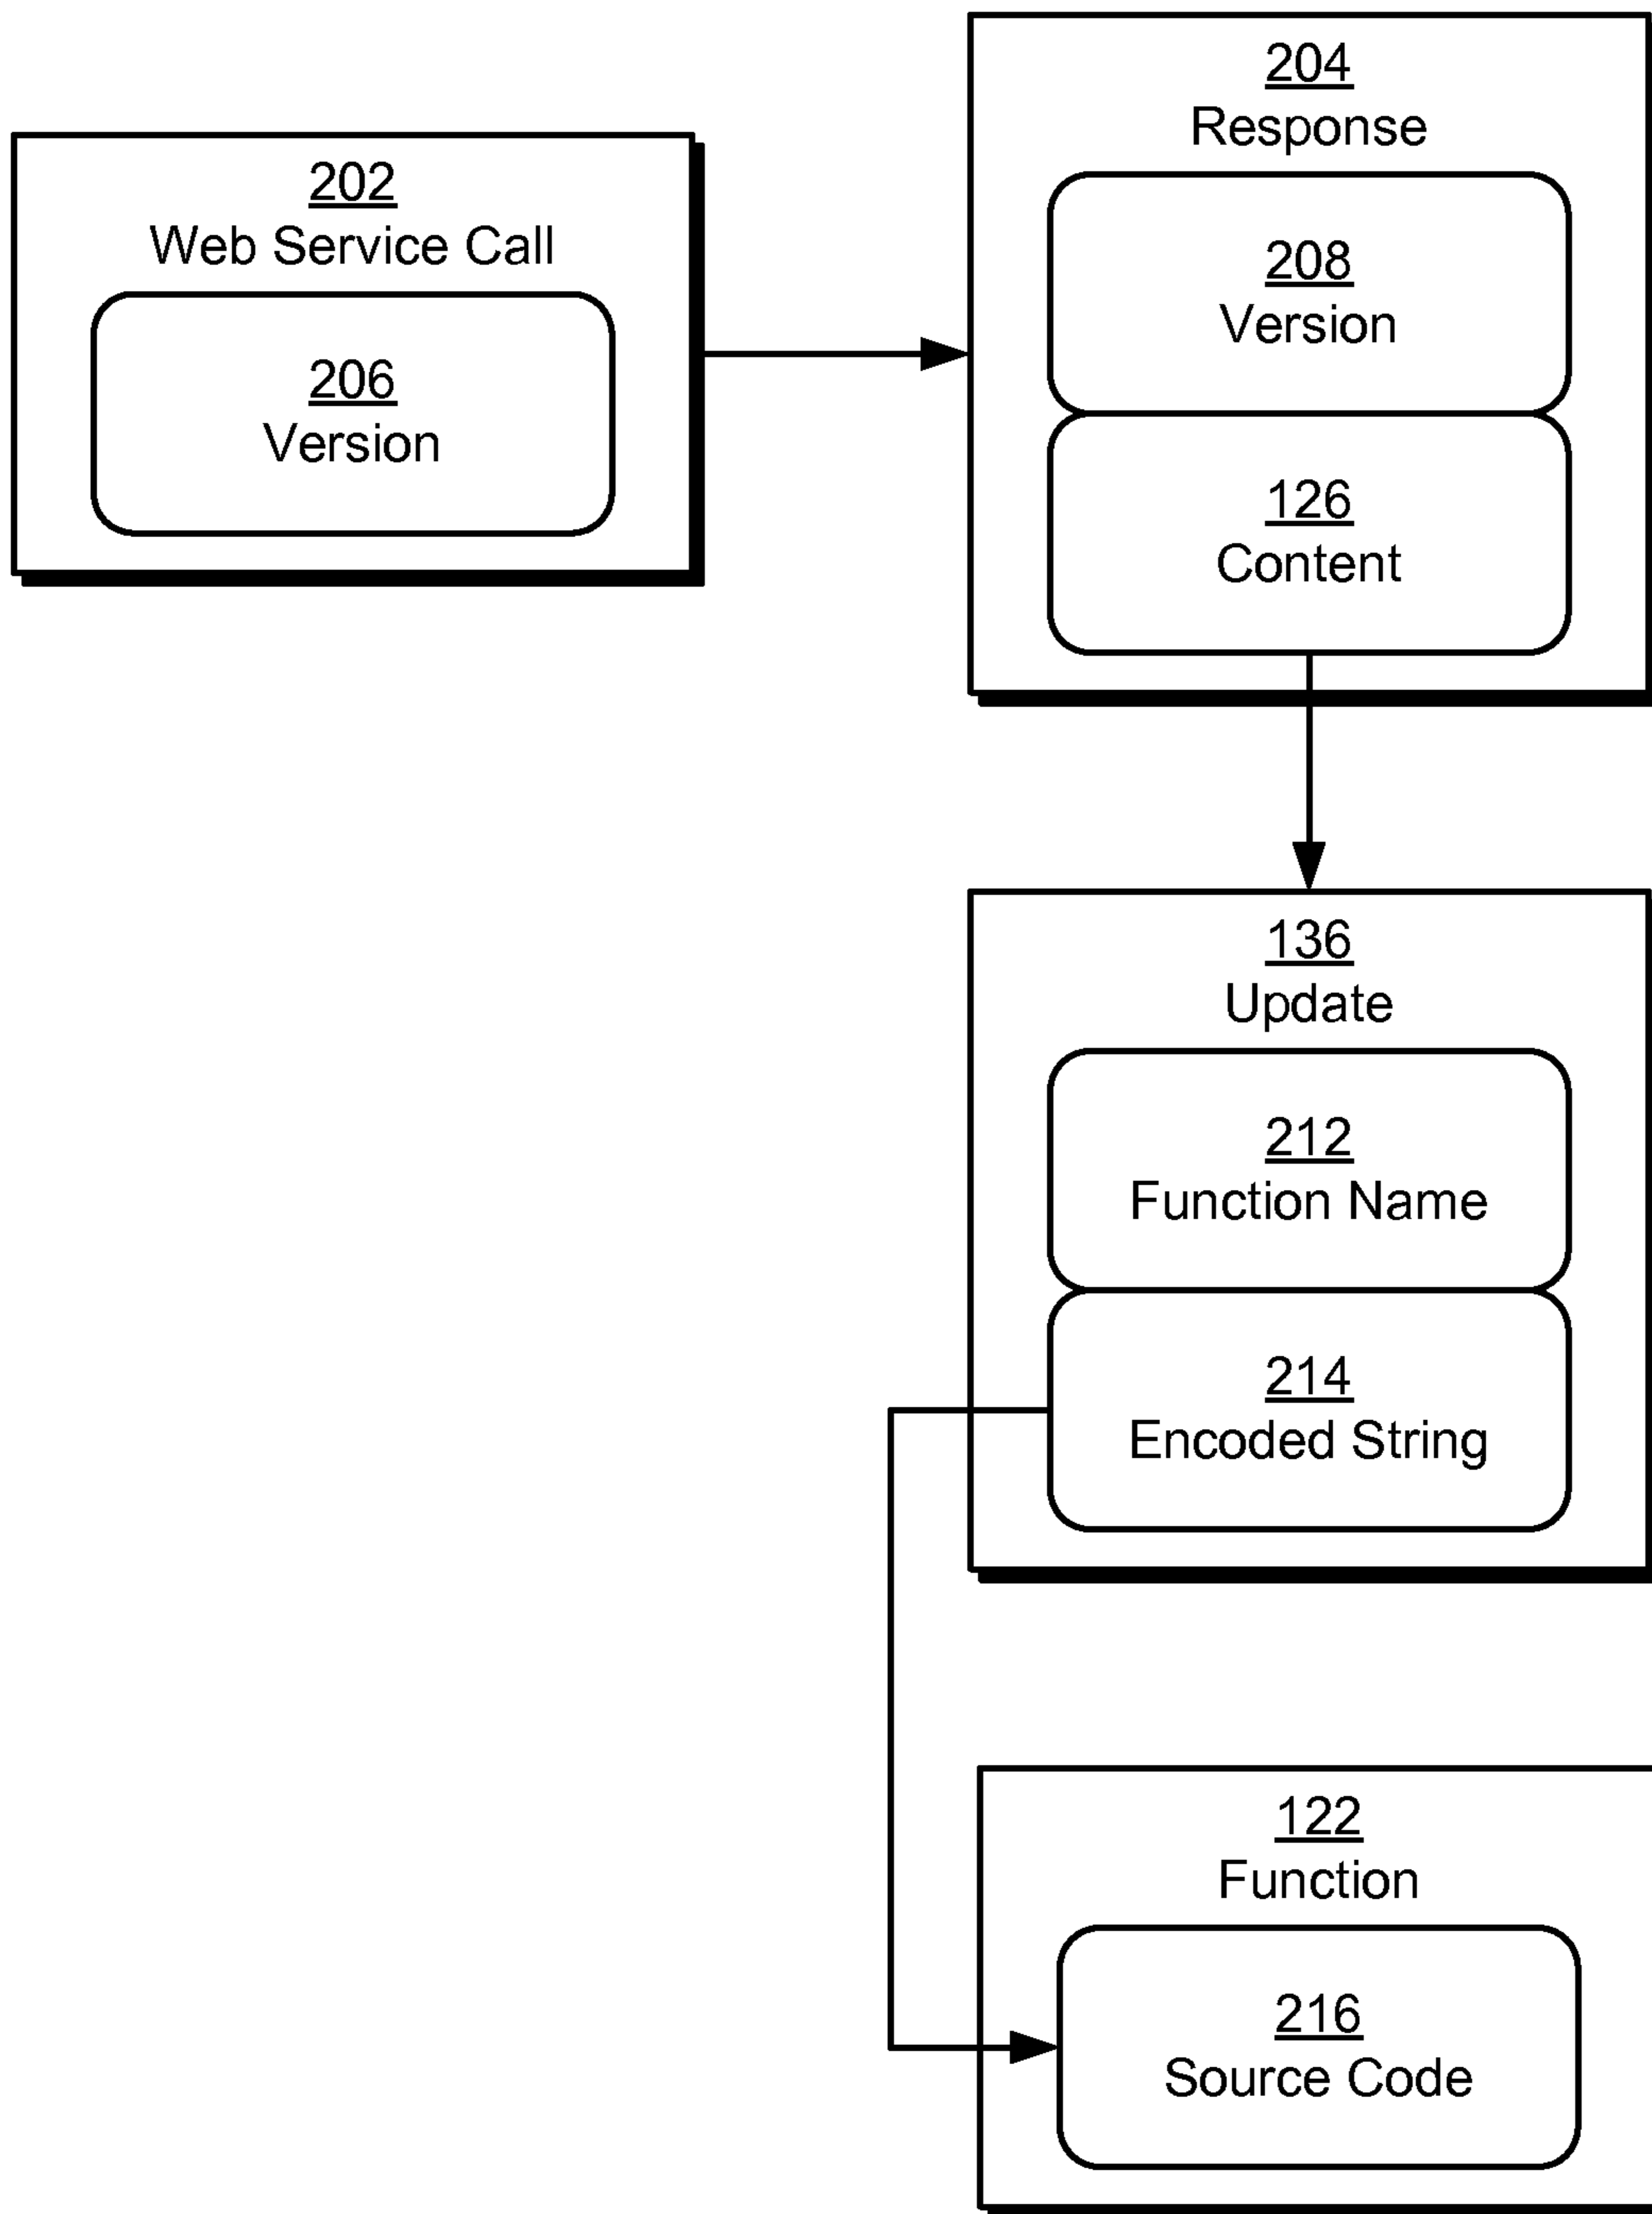 202
Web Service Call
206
Version
204
Response
208
Version
126
Content
136
Update
212
Function Name
214
Encoded String
122
Function
216
Source Code